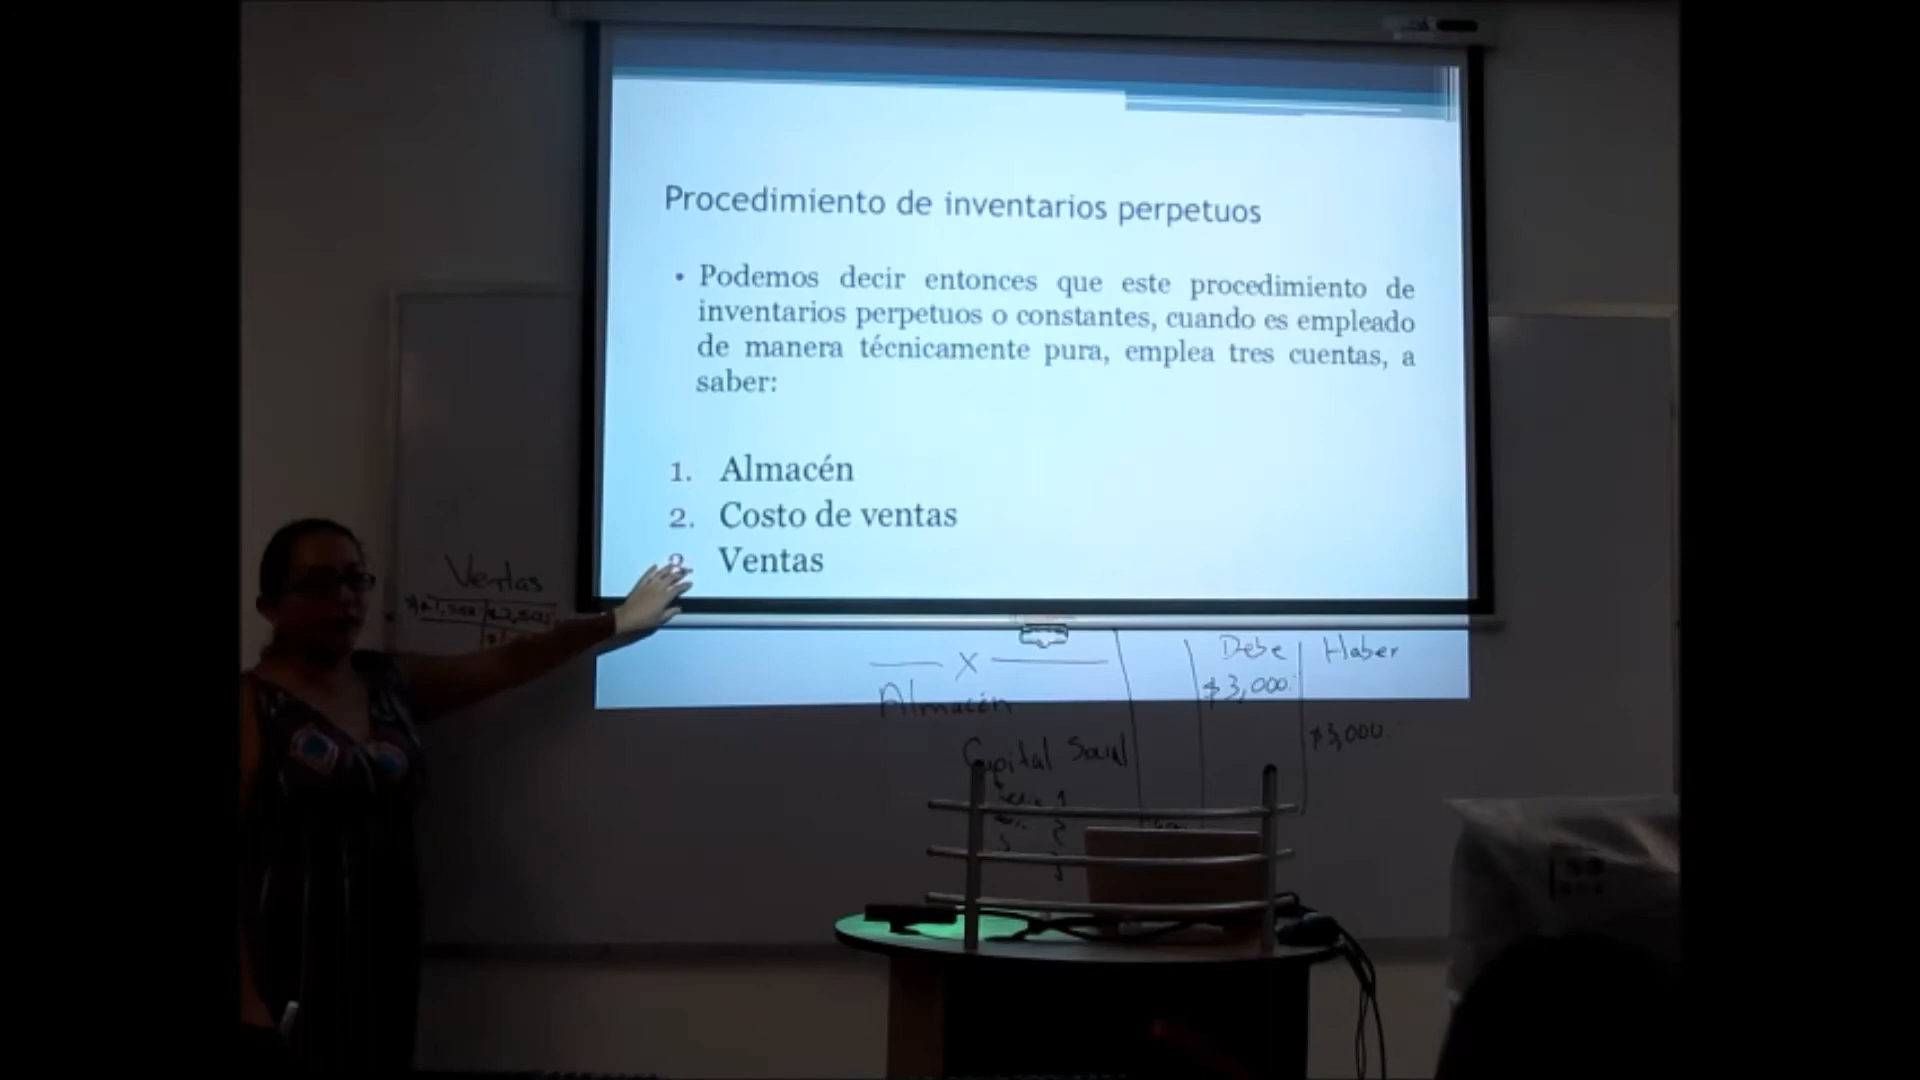 Procedimiento de inventarios perpetuos
• Podemos decir entonces que este procedimiento de
inventarios perpetuos o constantes, cuando es empleado
de manera técnicamente pura, emplea tres cuentas, a
saber:
1. Almacén
2. Costo de ventas
3. Ventas
Ventas
Debe Haber
x
Almacén
$3,000.
Capital Social
$3,000.